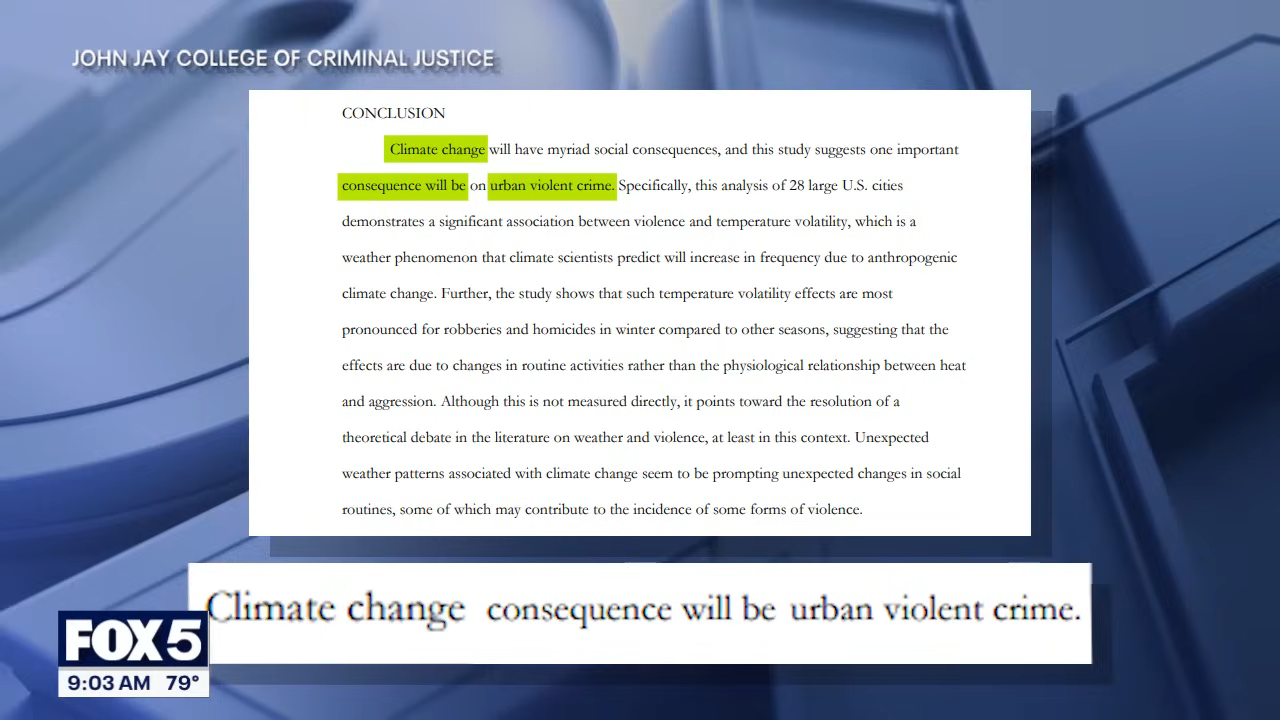 JOHN JAY COLLEGE OF CRIMINAL JUSTICE
CONCLUSION
Climate change will have myriad social consequences, and this study suggests one important
consequence will be on urban violent crime. Specifically, this analysis of 28 large U.S. cities
demonstrates a significant association between violence and temperature volatility, which is a
weather phenomenon that climate scientists predict will increase in frequency due to anthropogenic
climate change. Further, the study shows that such temperature volatility effects are most
pronounced for robberies and homicides in winter compared to other seasons, suggesting that the
effects are due to changes in routine activities rather than the physiological relationship between heat
and aggression. Although this is not measured directly, it points toward the resolution of a
theoretical debate in the literature on weather and violence, at least in this context. Unexpected
weather patterns associated with climate change seem to be prompting unexpected changes in social
routines, some of which may contribute to the incidence of some forms of violence.
Climate change consequence will be urban violent crime.
FOX 5
9:03 AM 79°